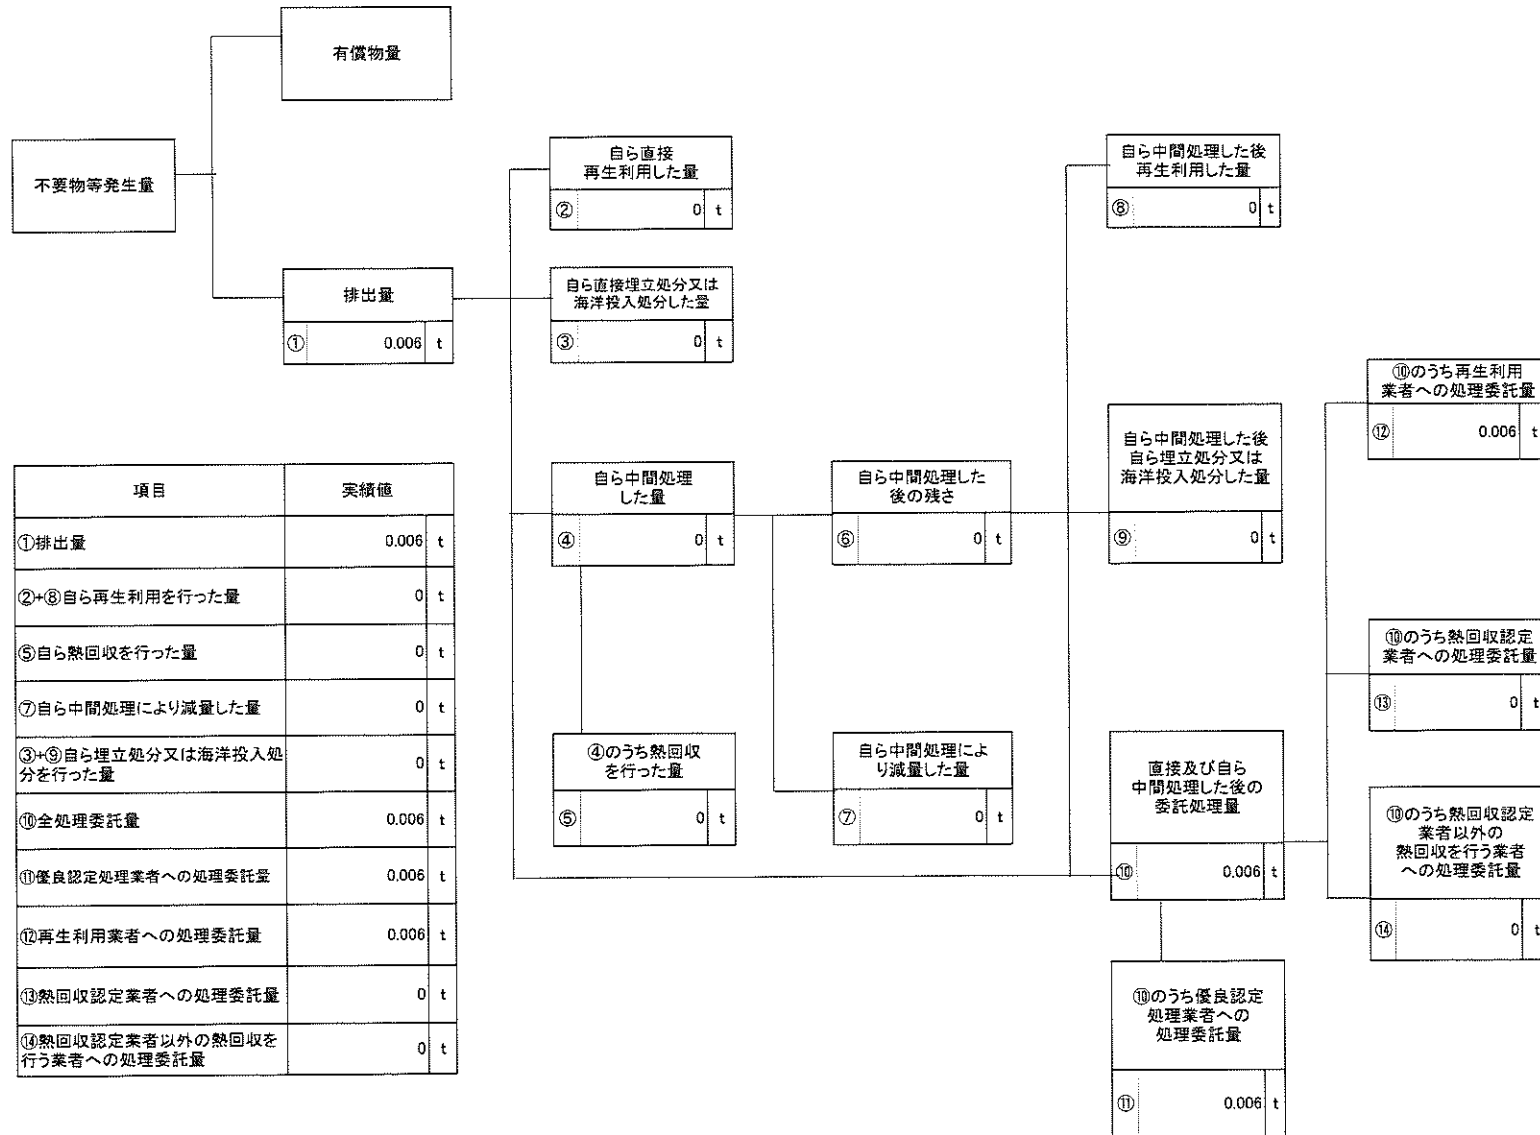 有償物量
不要物等発生量
排出量
① 0.006 t
自ら直接
再生利用した量
② 0 t
自ら直接埋立処分又は
海洋投入処分した量
③ 0 t
自ら中間処理
した量
④ 0 t
④のうち熱回収
を行った量
⑤ 0 t
自ら中間処理した
後の残さ
⑥ 0 t
自ら中間処理によ
り減量した量
⑦ 0 t
自ら中間処理した後
再生利用した量
⑧ 0 t
自ら中間処理した後
自ら埋立処分又は
海洋投入処分した量
⑨ 0 t
直接及び自ら
中間処理した後の
委託処理量
⑩ 0.006 t
⑩のうち優良認定
処理業者への
処理委託量
⑪ 0.006 t
⑩のうち再生利用
業者への処理委託量
⑫ 0.006 t
⑩のうち熱回収認定
業者への処理委託量
⑬ 0 t
⑩のうち熱回収認定
業者以外の
熱回収を行う業者
への処理委託量
⑭ 0 t
項目 実績値
①排出量 0.006 t
②+⑧自ら再生利用を行った量 0 t
⑤自ら熱回収を行った量 0 t
⑦自ら中間処理により減量した量 0 t
③+⑨自ら埋立処分又は海洋投入処
分を行った量 0 t
⑩全処理委託量 0.006 t
⑪優良認定処理業者への処理委託量 0.006 t
⑫再生利用業者への処理委託量 0.006 t
⑬熱回収認定業者への処理委託量 0 t
⑭熱回収認定業者以外の熱回収を
行う業者への処理委託量 0 t